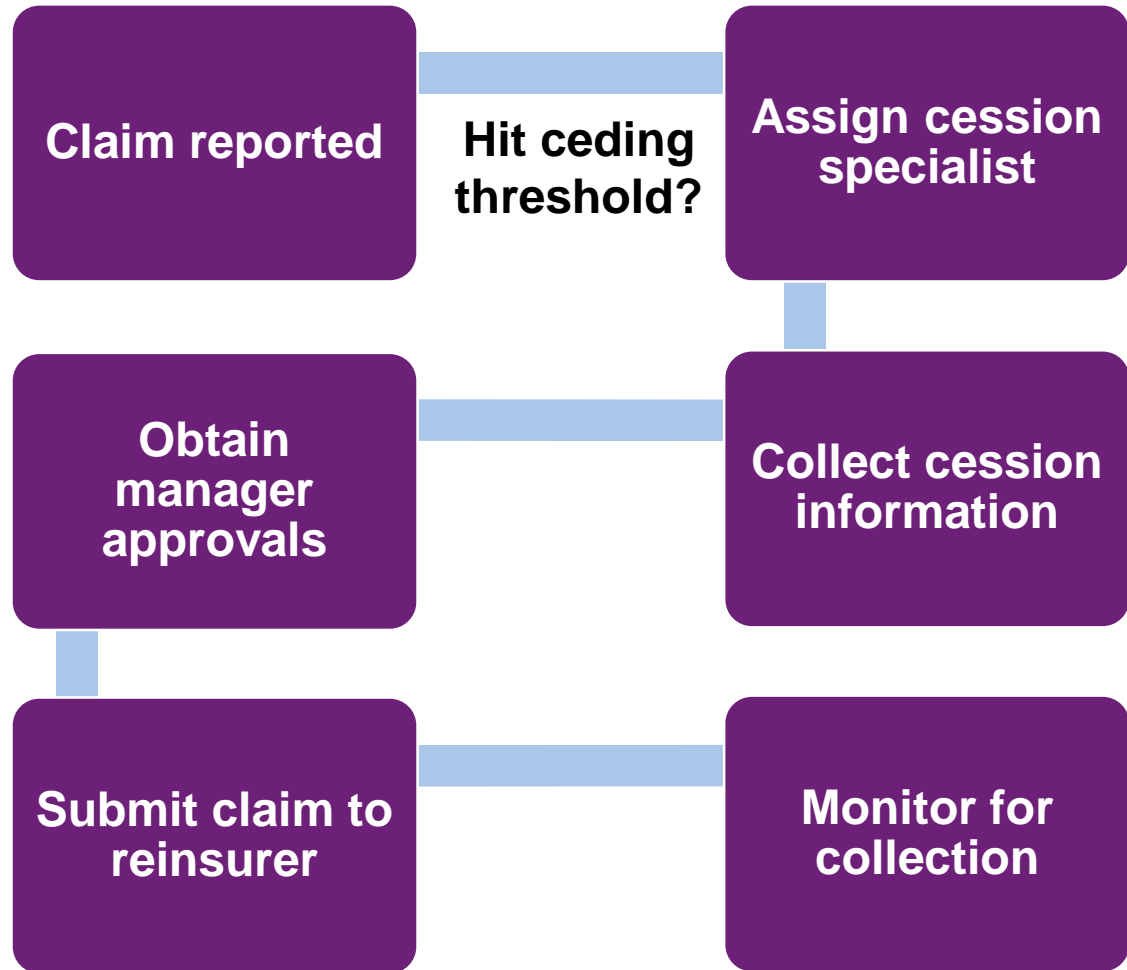 Claim reported
Hit ceding
threshold?
Assign cession
specialist
Collect cession
information
Obtain
manager
approvals
Submit claim to
reinsurer
Monitor for
collection